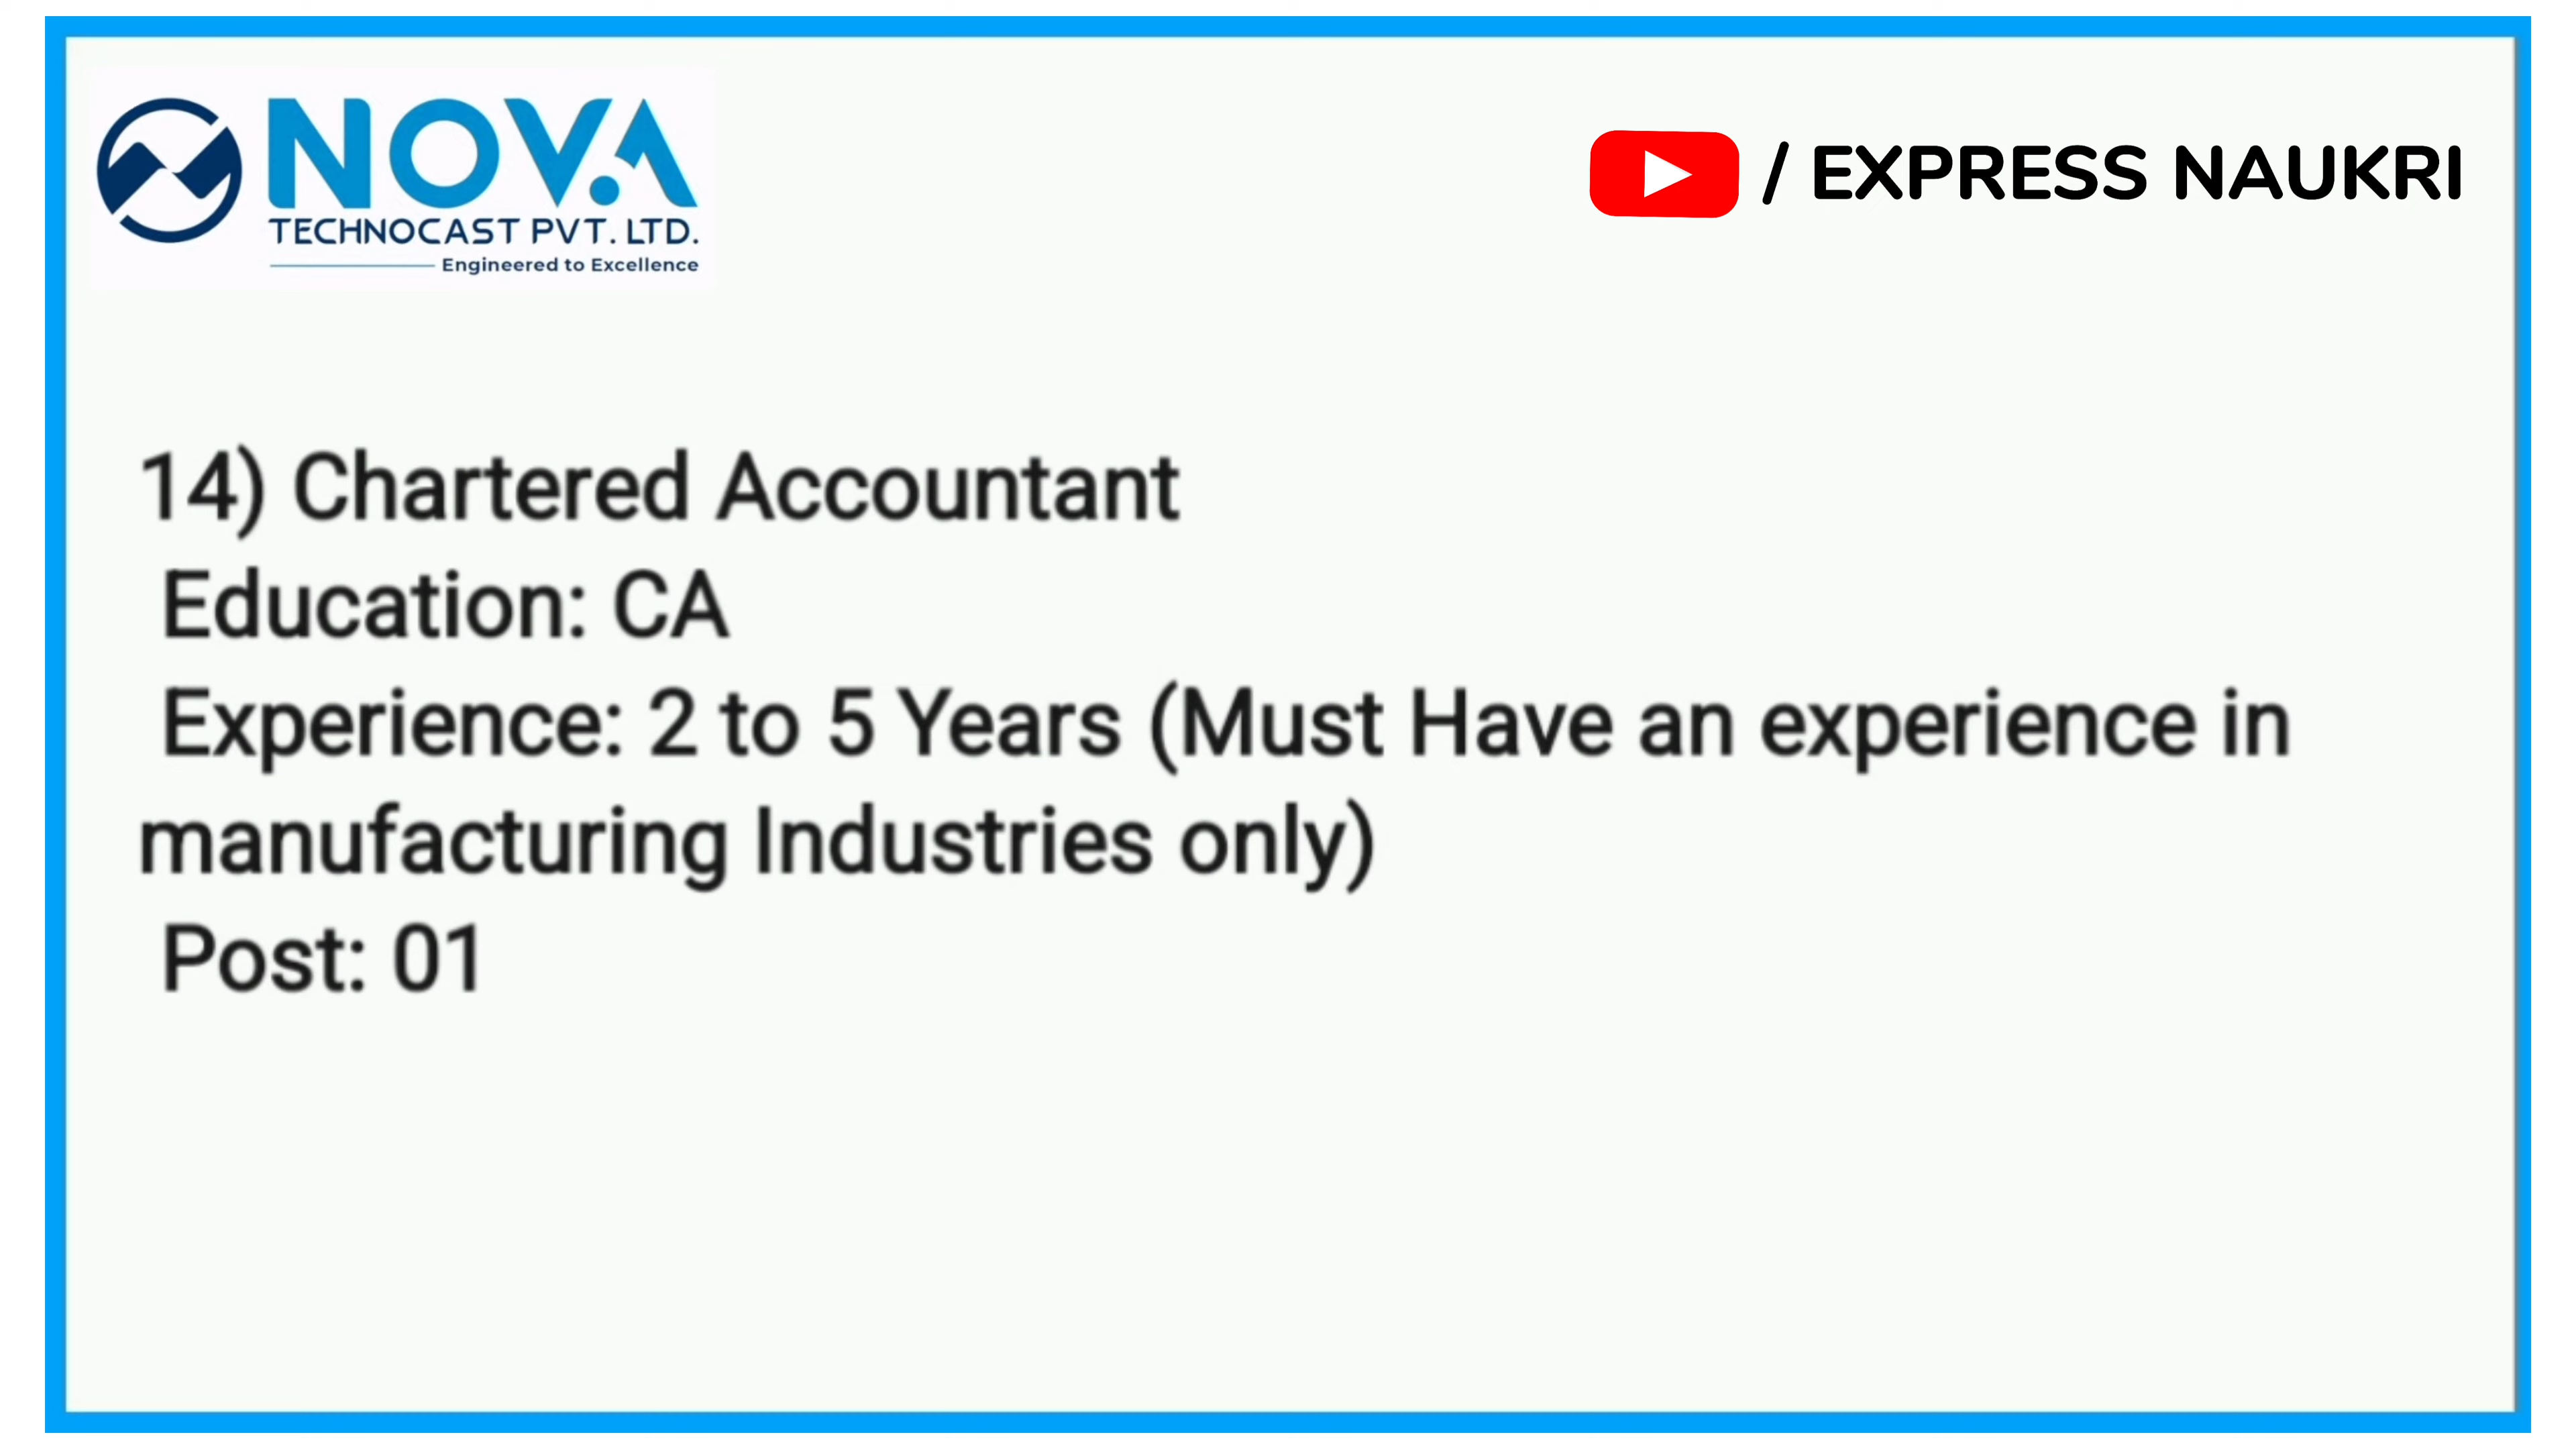 NOVA
TECHNOCAST PVT. LTD.
Engineered to Excellence
/ EXPRESS NAUKRI
14) Chartered Accountant
Education: CA
Experience: 2 to 5 Years (Must Have an experience in
manufacturing Industries only)
Post: 01